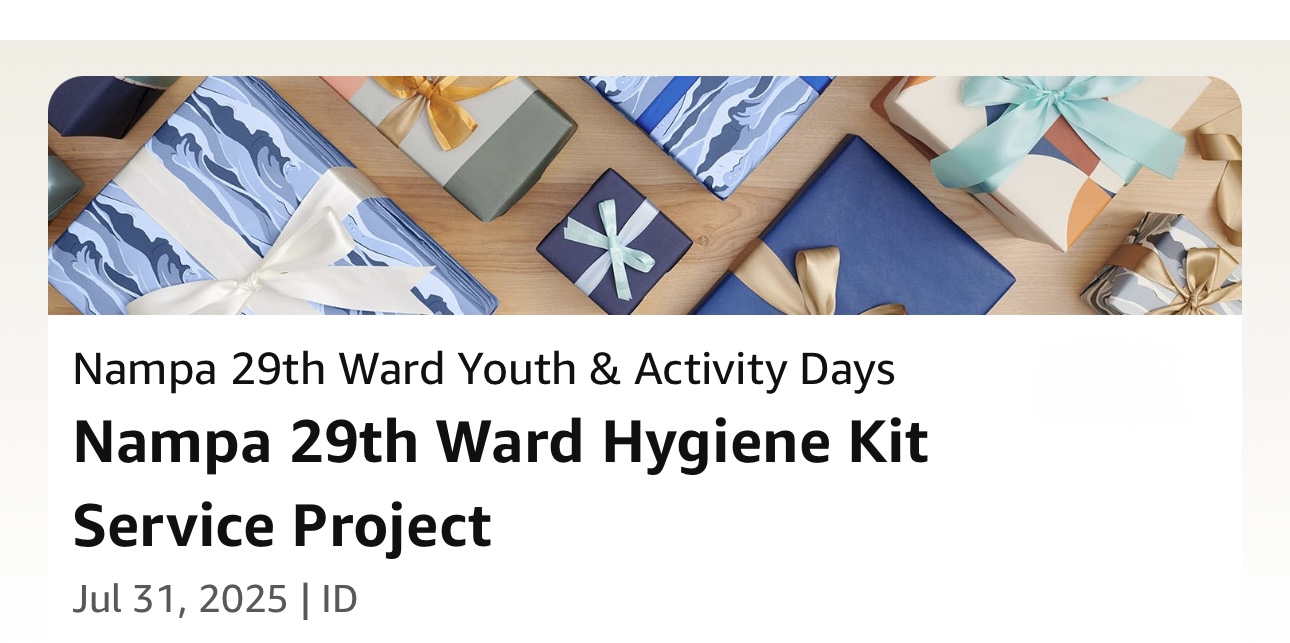 Nampa 29th Ward Youth & Activity Days
Nampa 29th Ward Hygiene Kit
Service Project
Jul 31, 2025 | ID